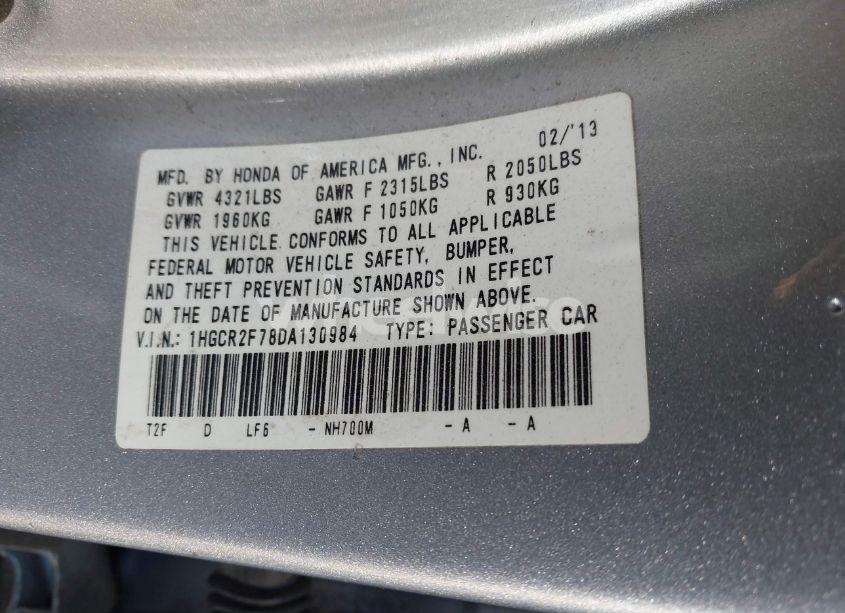 MFD. BY HONDA OF AMERICA MFG., INC. 02/'13
GVWR 4321LBS GAWR F 2315LBS R 2050LBS
GVWR 1960KG GAWR F 1050KG R 930KG
THIS VEHICLE CONFORMS TO ALL APPLICABLE
FEDERAL MOTOR VEHICLE SAFETY, BUMPER,
AND THEFT PREVENTION STANDARDS IN EFFECT
ON THE DATE OF MANUFACTURE SHOWN ABOVE.
V.I.N.: 1HGCR2F78DA130984 TYPE: PASSENGER CAR
T2F D LF6 - NH700M - A - A